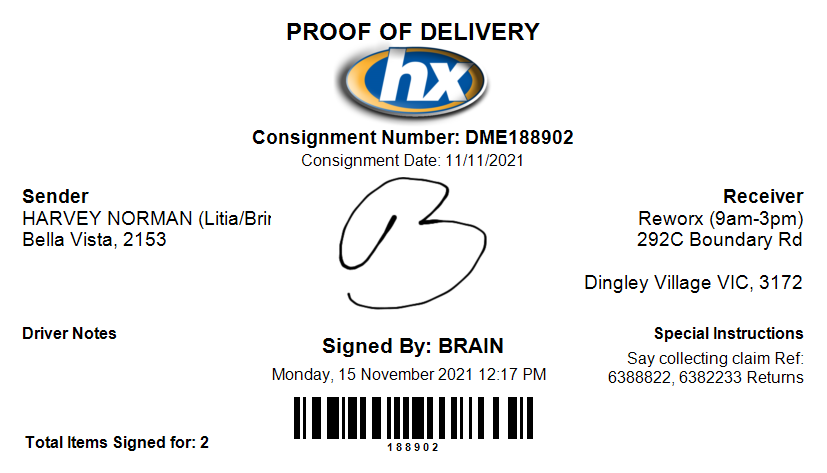 PROOF OF DELIVERY
hx
Consignment Number: DME188902
Consignment Date: 11/11/2021
Sender
HARVEY NORMAN (Litia/Brin
Bella Vista, 2153
Receiver
Reworx (9am-3pm)
292C Boundary Rd
Dingley Village VIC, 3172
B
Driver Notes
Signed By: BRAIN
Monday, 15 November 2021 12:17 PM
Special Instructions
Say collecting claim Ref:
6388822, 6382233 Returns
188902
Total Items Signed for: 2